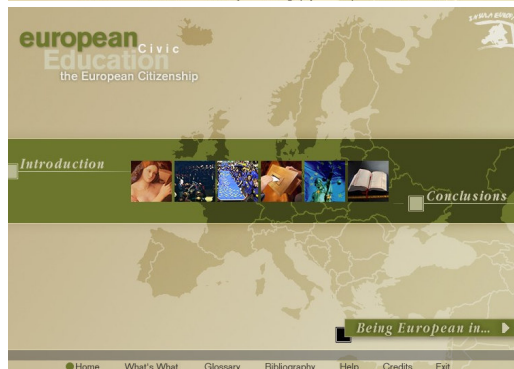 european
Civic
Education
the European Citizenship
Introduction
Conclusions
Being European in...
Home What's What Glossary Bibliography Help Credits Exit